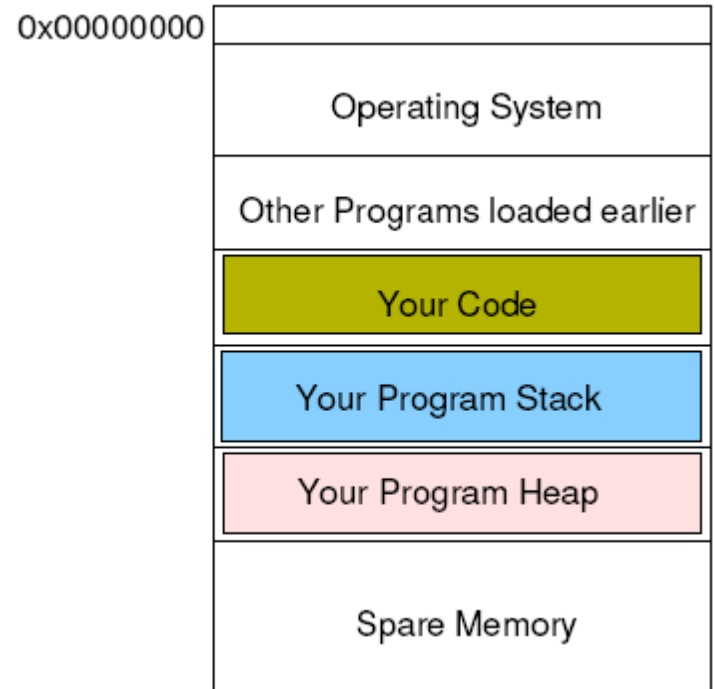 0x00000000
Operating System
Other Programs loaded earlier
Your Code
Your Program Stack
Your Program Heap
Spare Memory